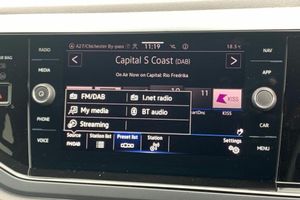 BAG
RADIO
A27/Chichester By-pass
11:19
18.5°c
NAV
Capital S Coast (DAB)
On Air Now on Capital: Rio Fredrika
MEDIA
CAR
FM/DAB
i.net radio
My media
BT audio
KISS
Streaming
PHONE
MENU
Source
FM/DAB
Station list
Preset list
Station
Settings
VOICE
APP